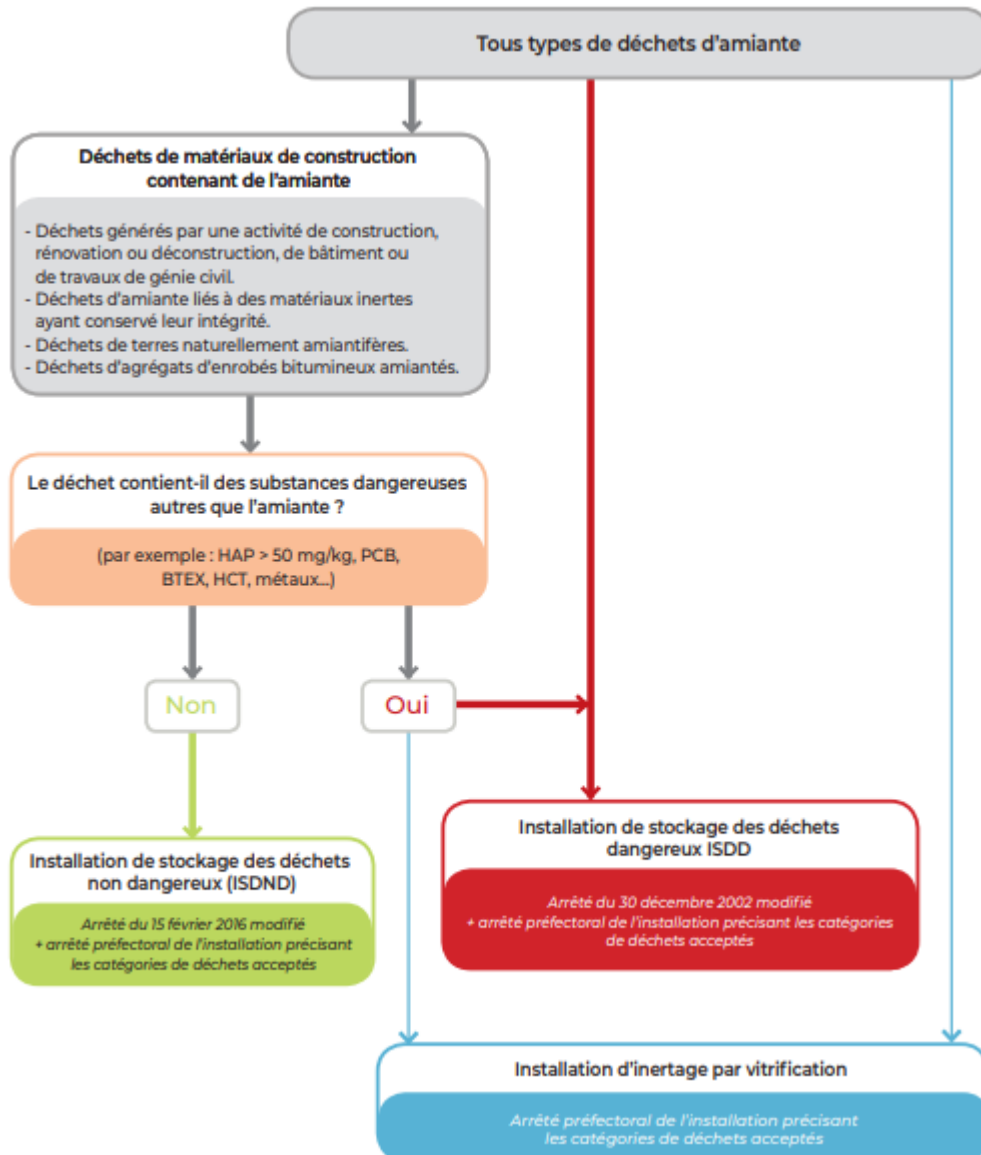 Tous types de déchets d'amiante
Déchets de matériaux de construction
contenant de l'amiante
- Déchets générés par une activité de construction,
rénovation ou déconstruction, de bâtiment ou
de travaux de génie civil.
- Déchets d'amiante liés à des matériaux inertes
ayant conservé leur intégrité.
- Déchets de terres naturellement amiantifères.
- Déchets d'agrégats d'enrobés bitumineux amiantés.
Le déchet contient-il des substances dangereuses
autres que l'amiante ?
(par exemple : HAP > 50 mg/kg, PCB,
BTEX, HCT, métaux...)
Non
Oui
Installation de stockage des déchets
non dangereux (ISDND)
Arrêté du 15 février 2016 modifié
+ arrêté préfectoral de l'installation précisant
les catégories de déchets acceptés
Installation de stockage des déchets
dangereux ISDD
Arrêté du 30 décembre 2002 modifié
+ arrêté préfectoral de l'installation précisant les catégories
de déchets acceptés
Installation d'inertage par vitrification
Arrêté préfectoral de l'installation précisant
les catégories de déchets acceptés